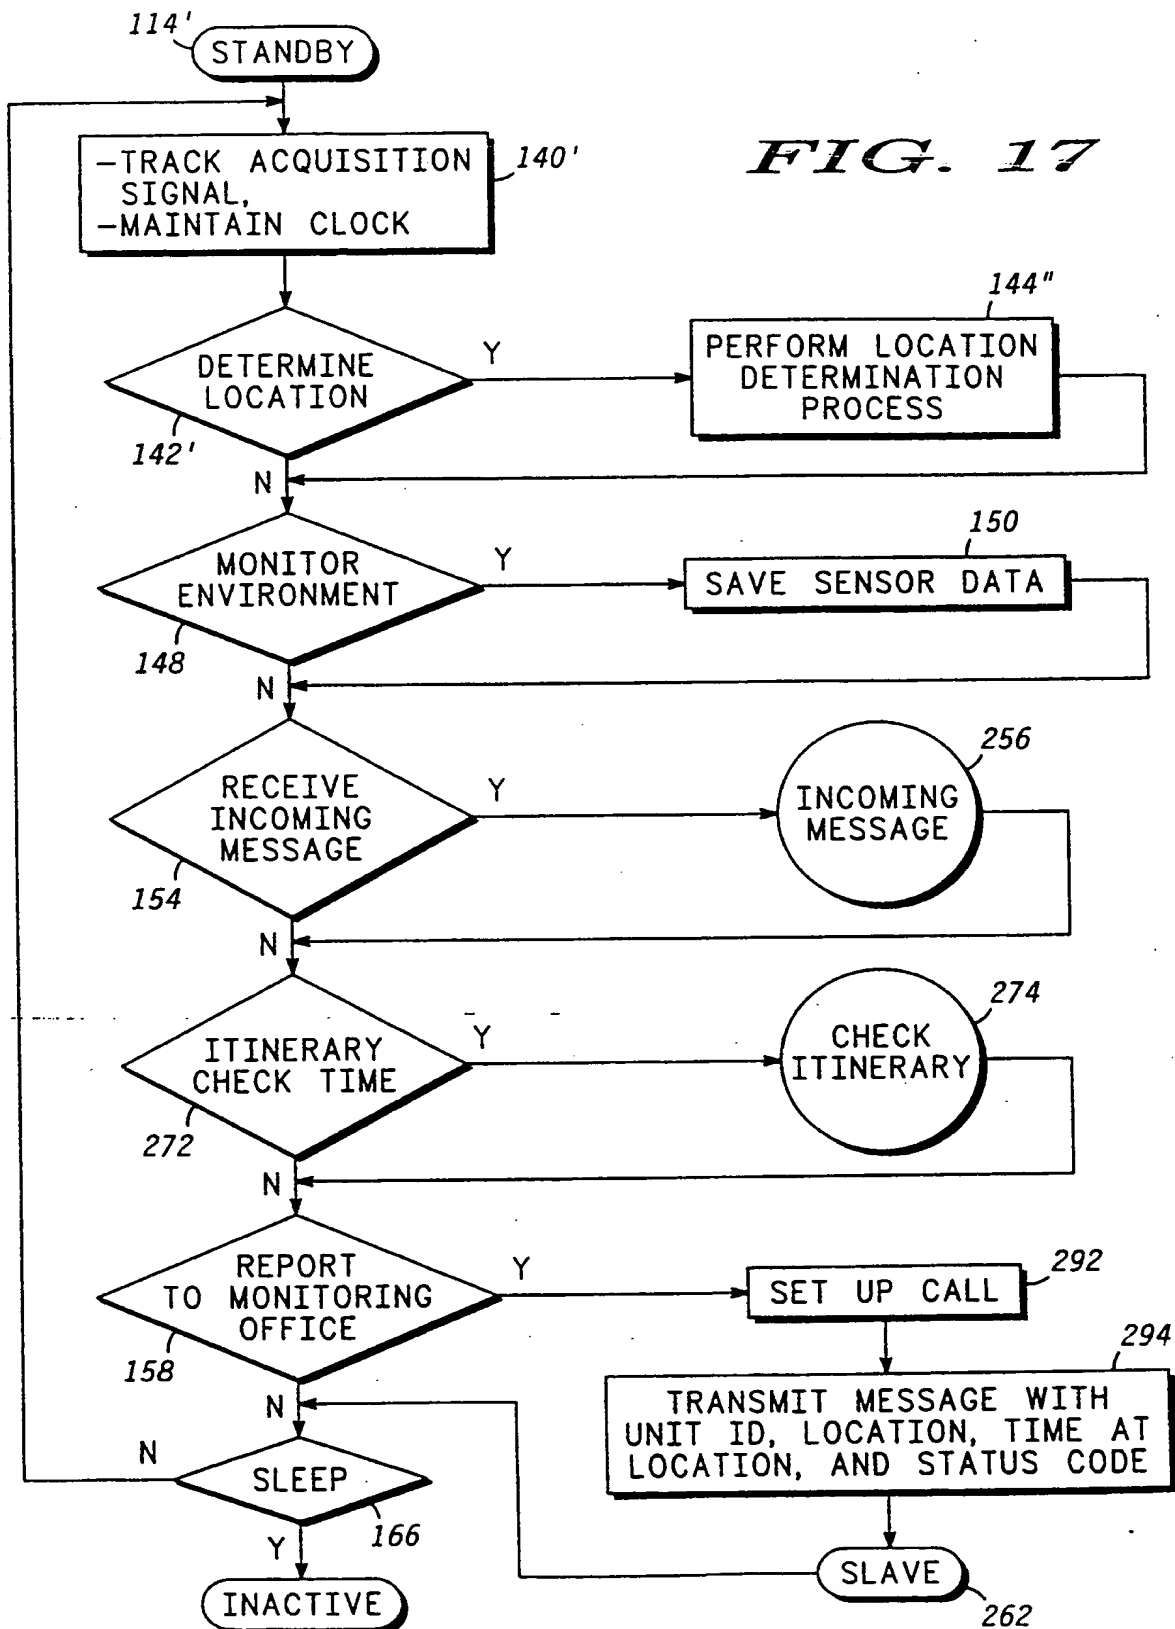 114'
STANDBY
FIG. 17
-TRACK ACQUISITION
SIGNAL,
-MAINTAIN CLOCK
140'
DETERMINE
LOCATION
142'
Y
N
144"
PERFORM LOCATION
DETERMINATION
PROCESS
MONITOR
ENVIRONMENT
148
Y
N
150
SAVE SENSOR DATA
RECEIVE
INCOMING
MESSAGE
154
Y
N
256
INCOMING
MESSAGE
ITINERARY
CHECK TIME
272
Y
N
274
CHECK
ITINERARY
REPORT
TO MONITORING
OFFICE
158
Y
N
292
SET UP CALL
294
TRANSMIT MESSAGE WITH
UNIT ID, LOCATION, TIME AT
LOCATION, AND STATUS CODE
N
SLEEP
166
Y
SLAVE
262
INACTIVE